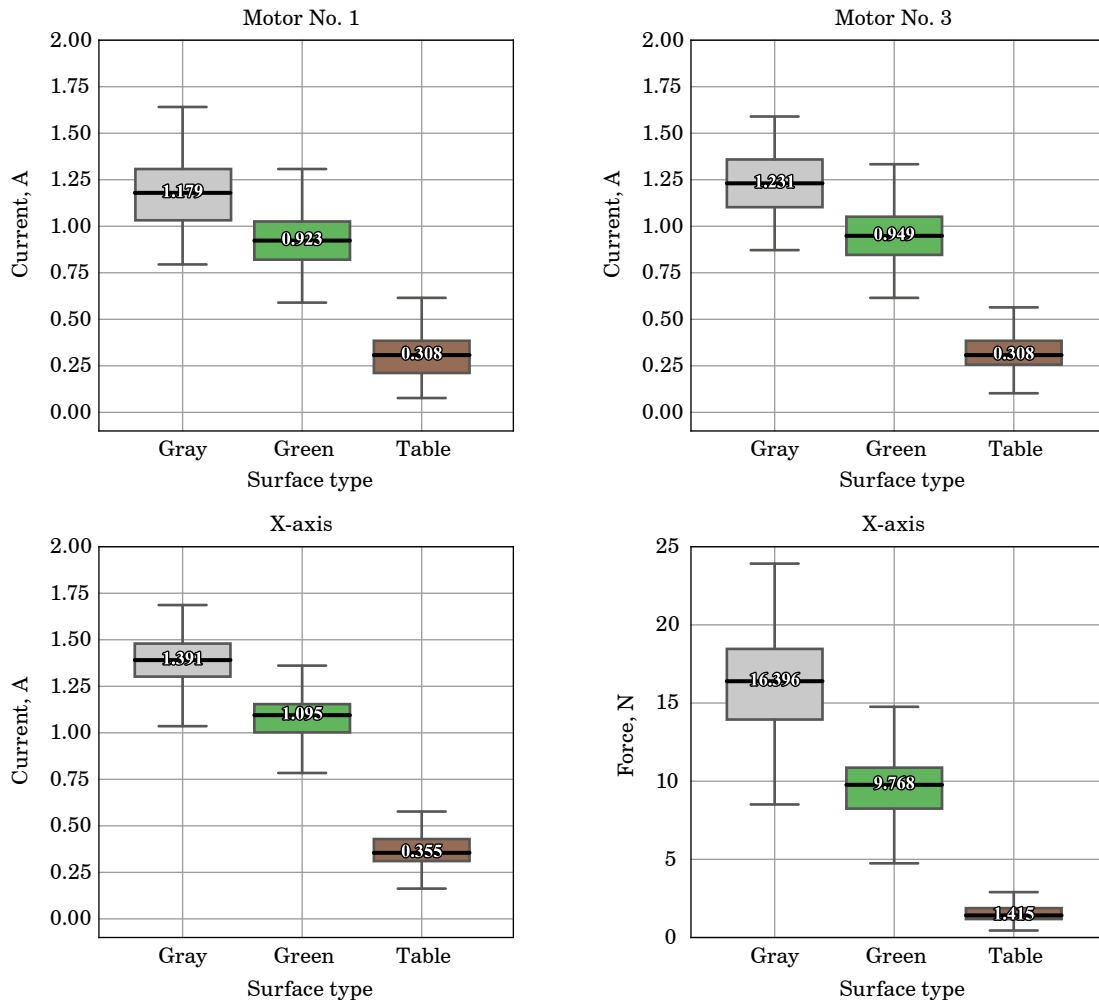 Motor No. 1
2.00
1.75
1.50
1.25
1.00
0.75
0.50
0.25
0.00
Current, A
1.179
0.923
0.308
Gray Green Table
Surface type
Motor No. 3
2.00
1.75
1.50
1.25
1.00
0.75
0.50
0.25
0.00
Current, A
1.231
0.949
0.308
Gray Green Table
Surface type
X-axis
2.00
1.75
1.50
1.25
1.00
0.75
0.50
0.25
0.00
Current, A
1.391
1.095
0.355
Gray Green Table
Surface type
X-axis
25
20
15
10
5
0
Force, N
16.396
9.768
1.415
Gray Green Table
Surface type